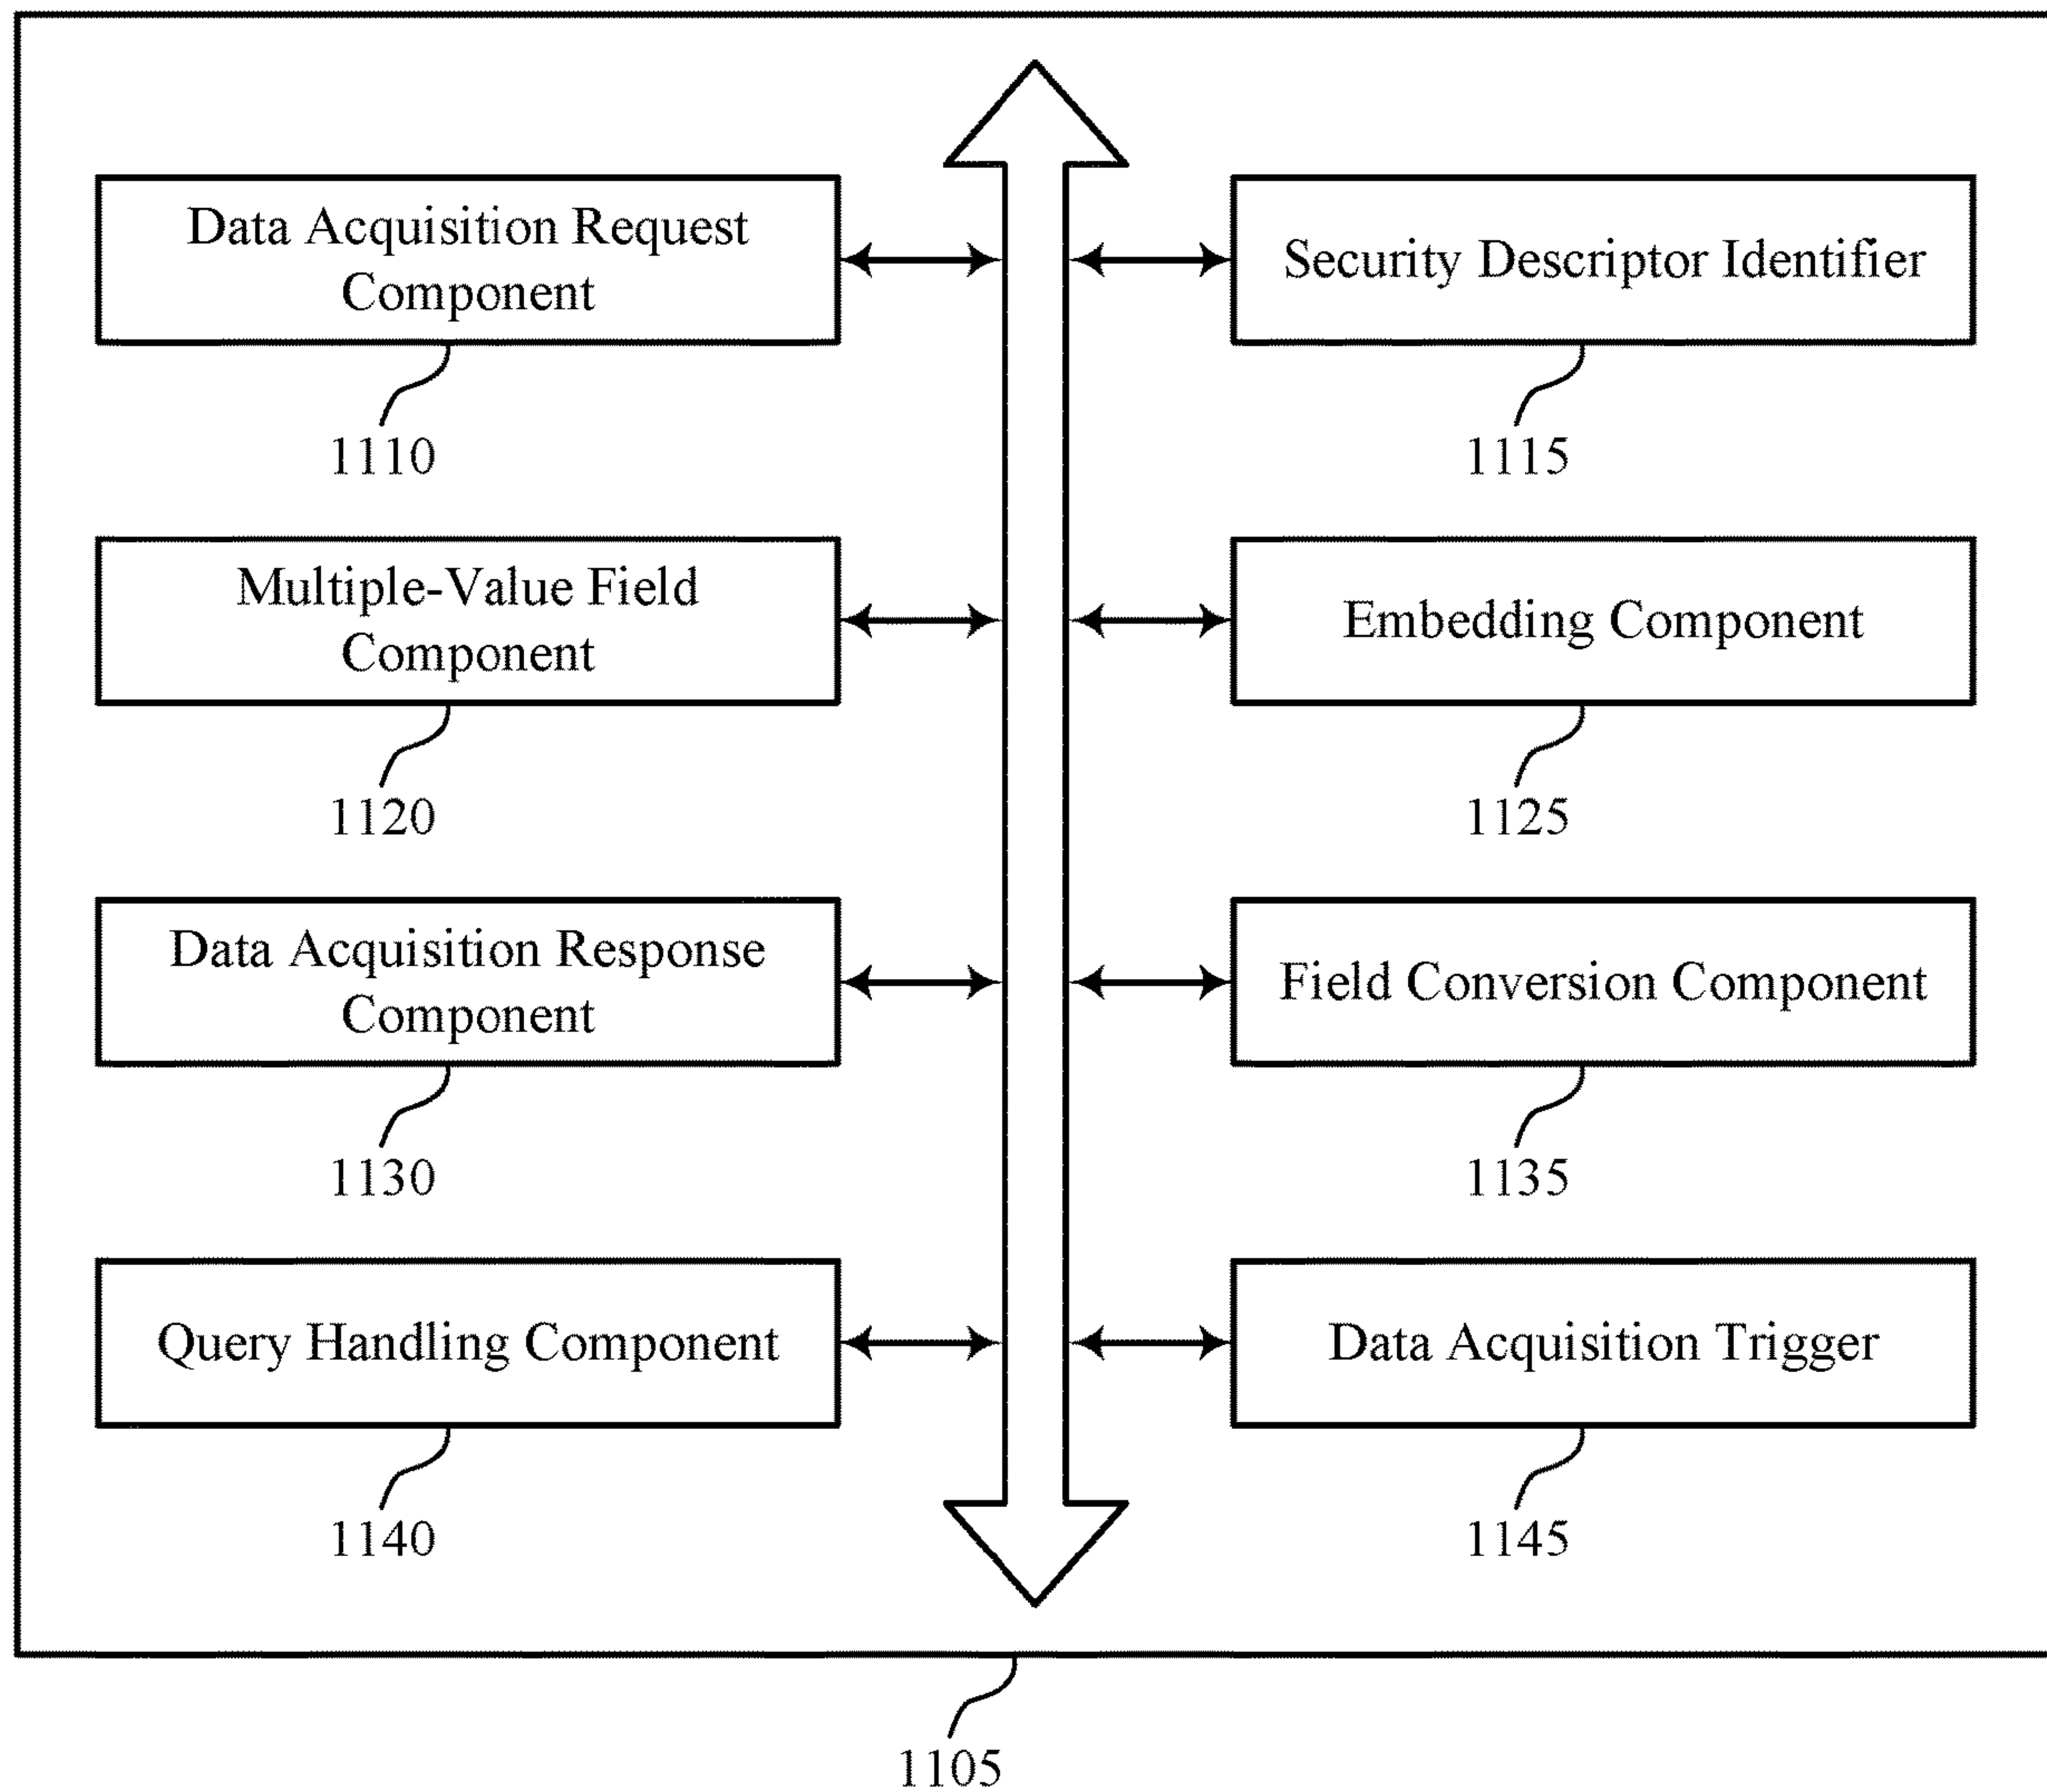 Data Acquisition Request
Component
1110
Security Descriptor Identifier
1115
Multiple-Value Field
Component
1120
Embedding Component
1125
Data Acquisition Response
Component
1130
Field Conversion Component
1135
Query Handling Component
1140
Data Acquisition Trigger
1145
1105